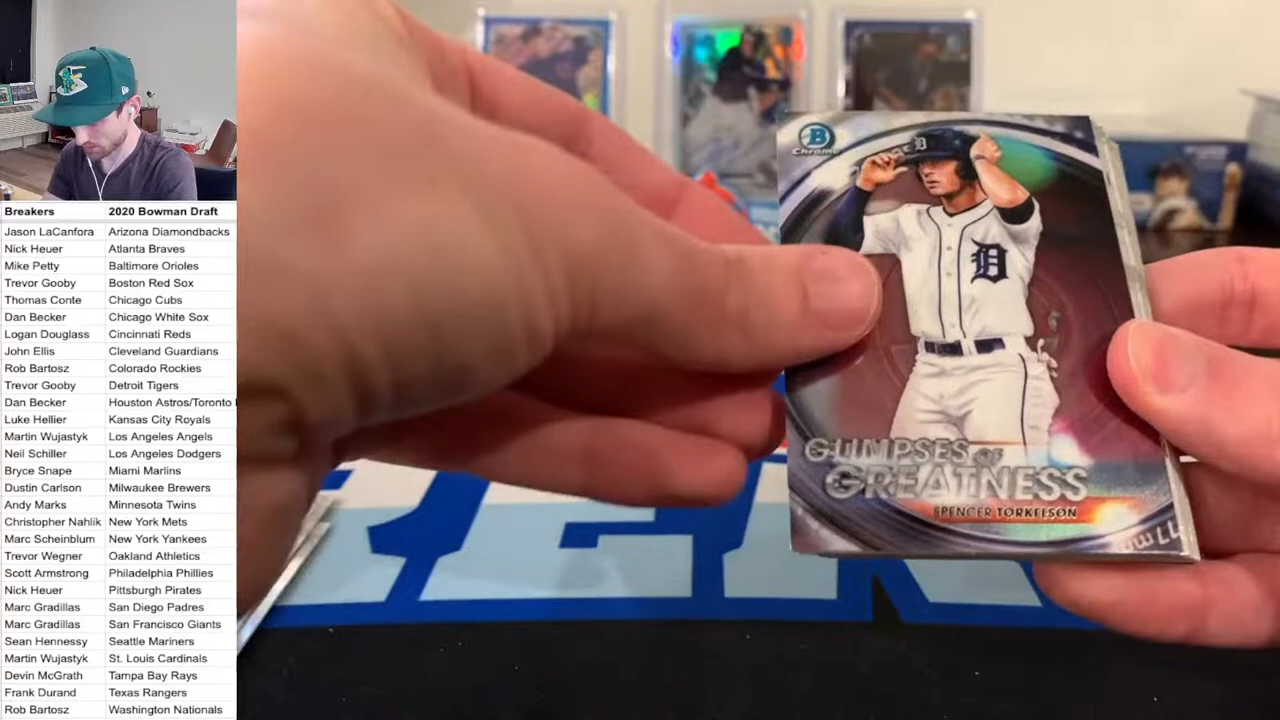 Breakers 2020 Bowman Draft
Jason LaCanfora Arizona Diamondbacks
Nick Heuer Atlanta Braves
Mike Petty Baltimore Orioles
Trevor Gooby Boston Red Sox
Thomas Conte Chicago Cubs
Dan Becker Chicago White Sox
Logan Douglass Cincinnati Reds
John Ellis Cleveland Guardians
Rob Bartosz Colorado Rockies
Trevor Gooby Detroit Tigers
Dan Becker Houston Astros/Toronto
Luke Hellier Kansas City Royals
Martin Wujastyk Los Angeles Angels
Neil Schiller Los Angeles Dodgers
Bryce Snape Miami Marlins
Dustin Carlson Milwaukee Brewers
Andy Marks Minnesota Twins
Christopher Nahlik New York Mets
Marc Scheinblum New York Yankees
Trevor Wegner Oakland Athletics
Scott Armstrong Philadelphia Phillies
Nick Heuer Pittsburgh Pirates
Marc Gradillas San Diego Padres
Marc Gradillas San Francisco Giants
Sean Hennessy Seattle Mariners
Martin Wujastyk St. Louis Cardinals
Devin McGrath Tampa Bay Rays
Frank Durand Texas Rangers
Rob Bartosz Washington Nationals
B
Chrome
D
D
GLIMPSES OF
GREATNESS
SPENCER TORKELSON